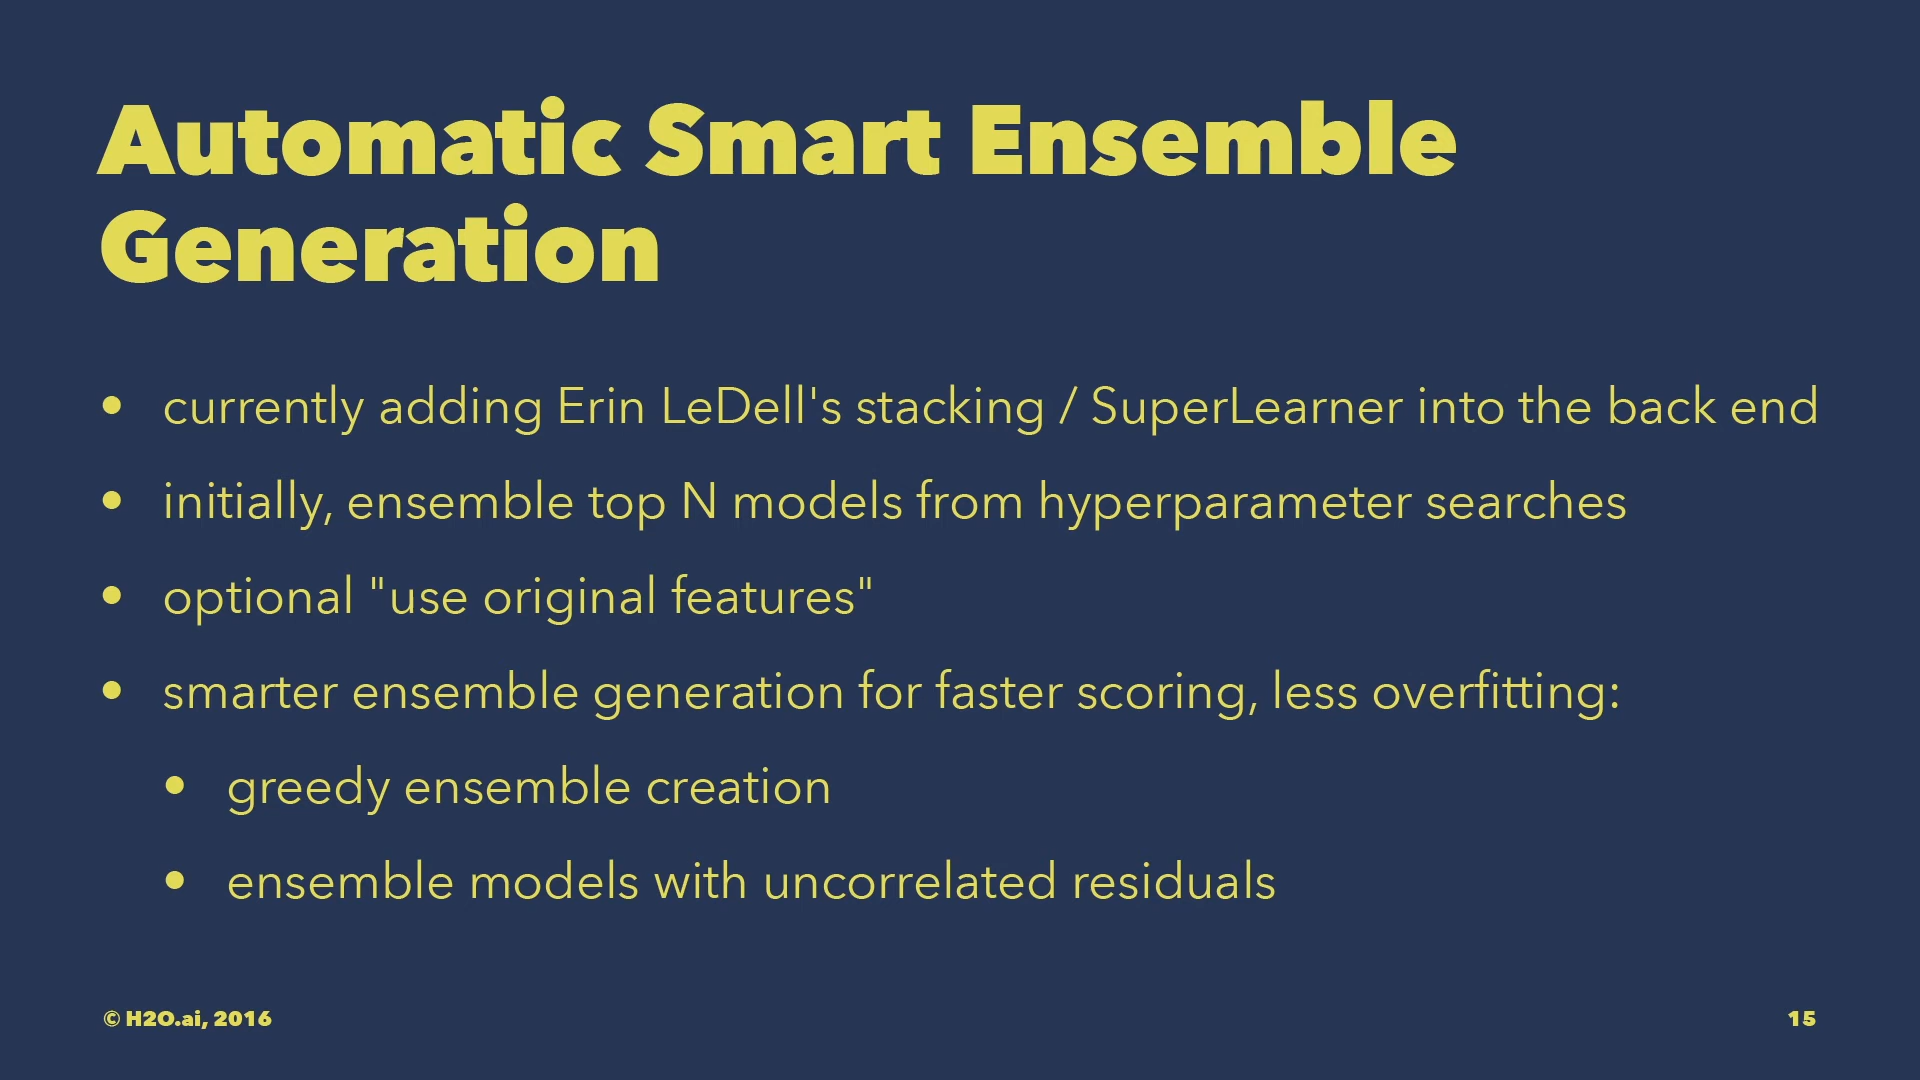 Automatic Smart Ensemble
Generation
• currently adding Erin LeDell's stacking / SuperLearner into the back end
• initially, ensemble top N models from hyperparameter searches
• optional "use original features"
• smarter ensemble generation for faster scoring, less overfitting:
• greedy ensemble creation
• ensemble models with uncorrelated residuals
© H2O.ai, 2016
15